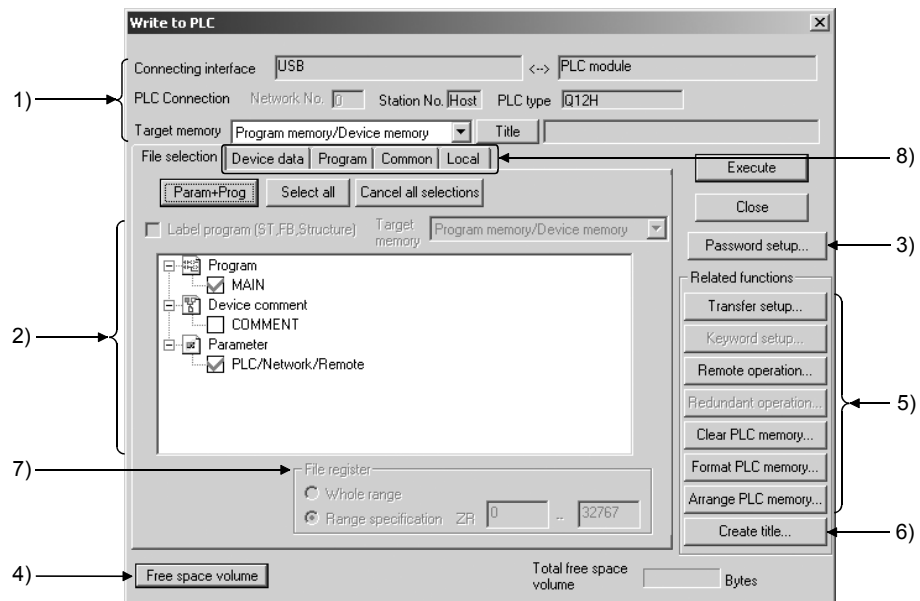 Write to PLC
1)
Connecting interface USB <--> PLC module
PLC Connection Network No. 0 Station No. Host PLC type Q12H
Target memory Program memory/Device memory Title
File selection Device data Program Common Local
8)
Execute
Param+Prog Select all Cancel all selections
Close
2)
Label program (ST,FB,Structure) Target memory Program memory/Device memory
Password setup...
3)
Program
MAIN
Device comment
COMMENT
Parameter
PLC/Network/Remote
Related functions
Transfer setup...
Keyword setup...
Remote operation...
Redundant operation...
5)
Clear PLC memory...
Format PLC memory...
Arrange PLC memory...
Create title...
6)
7)
File register
Whole range
Range specification ZR 0 -- 32767
4)
Free space volume
Total free space volume Bytes